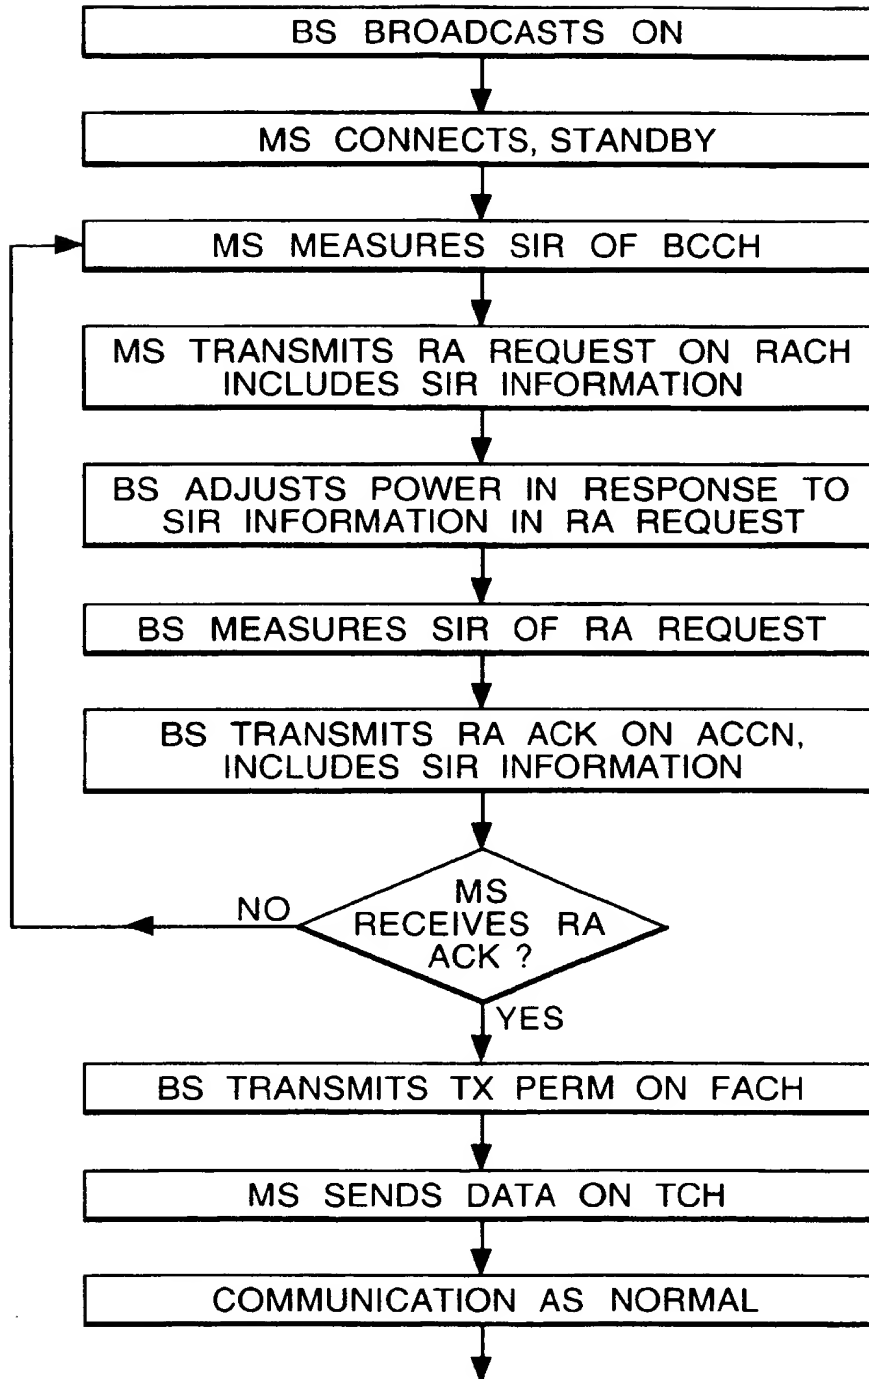 BS BROADCASTS ON
MS CONNECTS, STANDBY
MS MEASURES SIR OF BCCH
MS TRANSMITS RA REQUEST ON RACH
INCLUDES SIR INFORMATION
BS ADJUSTS POWER IN RESPONSE TO
SIR INFORMATION IN RA REQUEST
BS MEASURES SIR OF RA REQUEST
BS TRANSMITS RA ACK ON ACCN,
INCLUDES SIR INFORMATION
MS
RECEIVES RA
ACK ?
NO
YES
BS TRANSMITS TX PERM ON FACH
MS SENDS DATA ON TCH
COMMUNICATION AS NORMAL